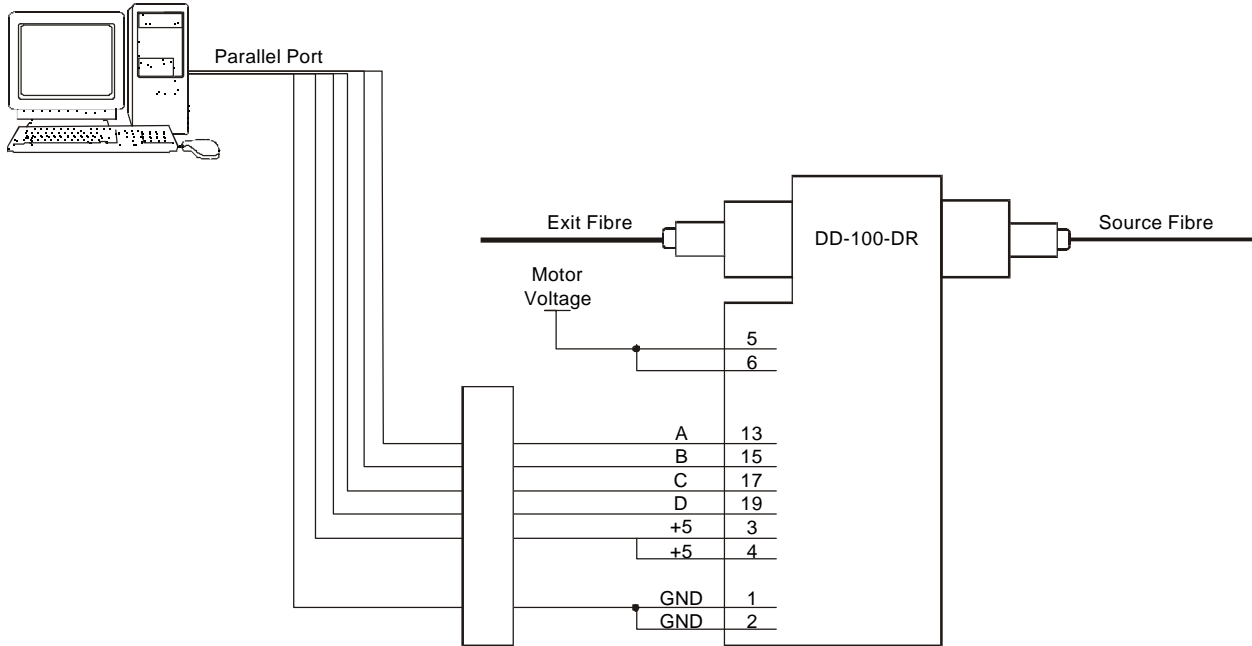 Parallel Port
Exit Fibre
DD-100-DR
Source Fibre
Motor
Voltage
5
6
A 13
B 15
C 17
D 19
+5 3
+5 4
GND 1
GND 2